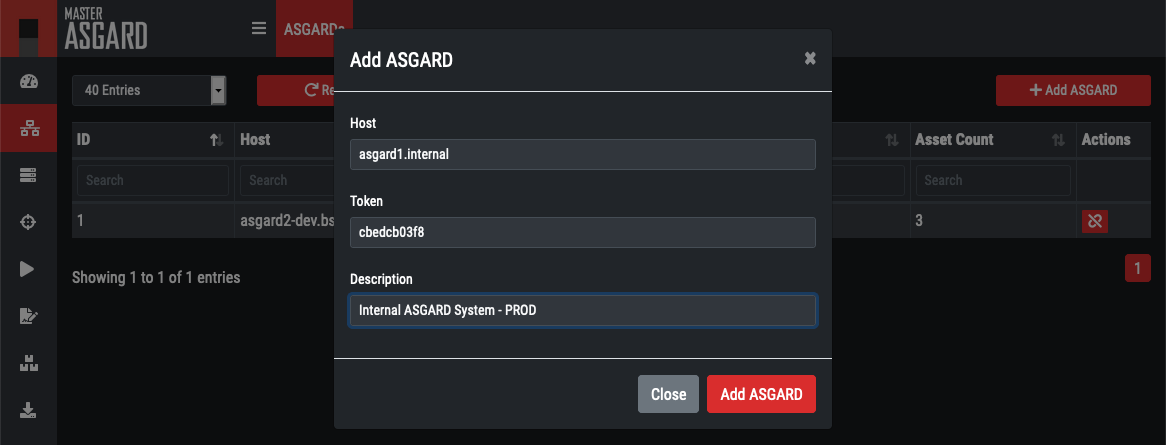 MASTER
ASGARD
ASGARDs
Add ASGARD
40 Entries
Add ASGARD
ID
Host
Asset Count
Actions
Search
Search
Search
1
asgard2-dev.bs
3
Showing 1 to 1 of 1 entries
1
Host
asgard1.internal
Token
cbedcb03f8
Description
Internal ASGARD System - PROD
Close
Add ASGARD